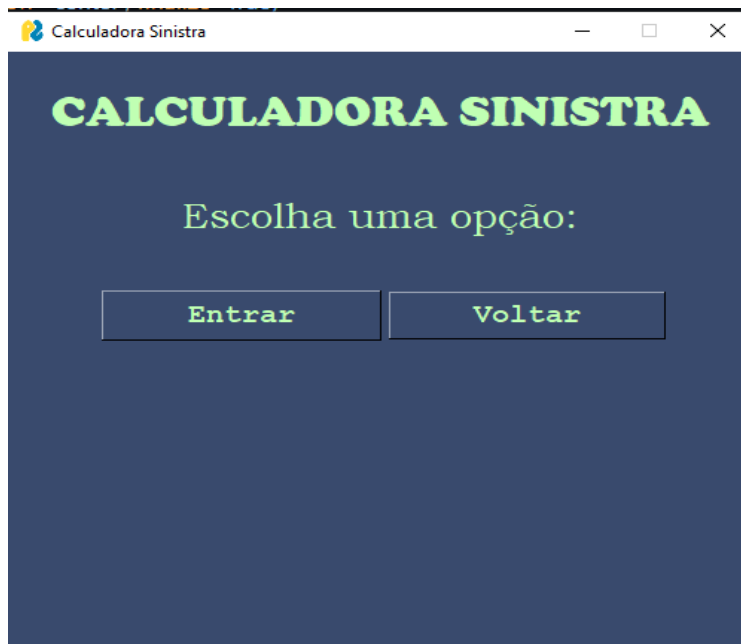 Calculadora Sinistra
CALCULADORA SINISTRA
Escolha uma opção:
Entrar Voltar